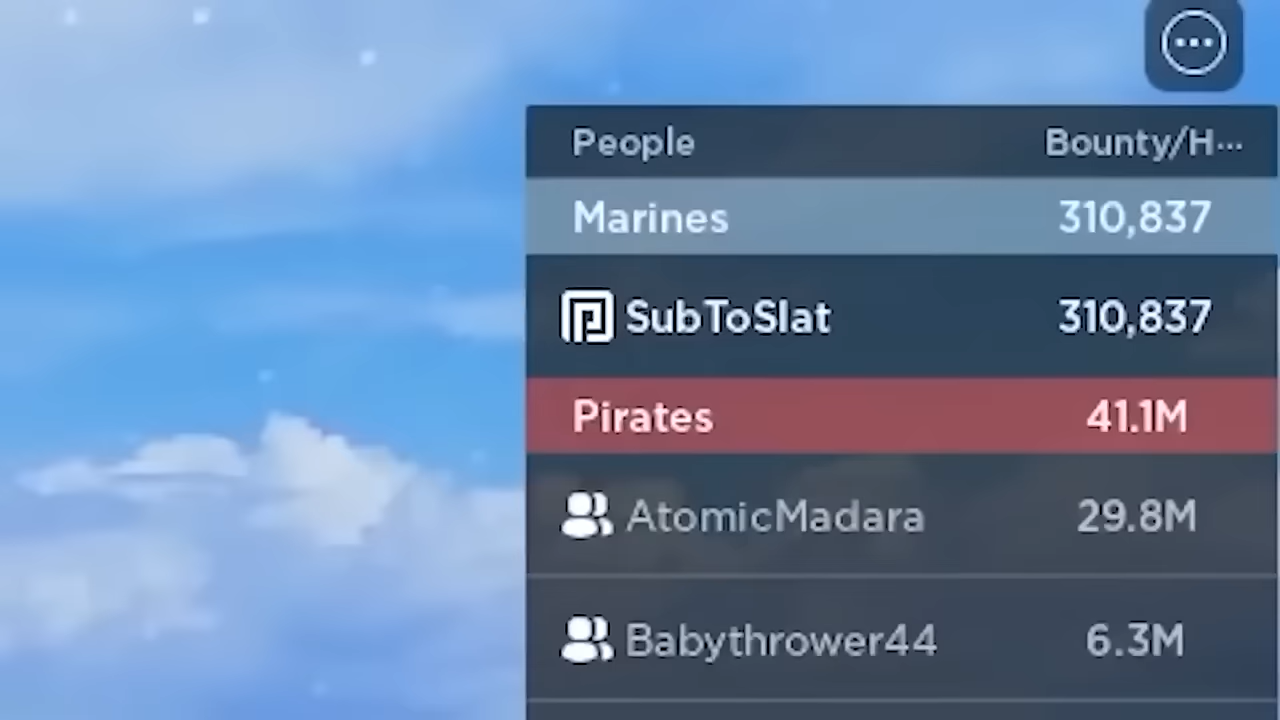 People Bounty/H...
Marines 310,837
SubToSlat 310,837
Pirates 41.1M
AtomicMadara 29.8M
Babythrower44 6.3M